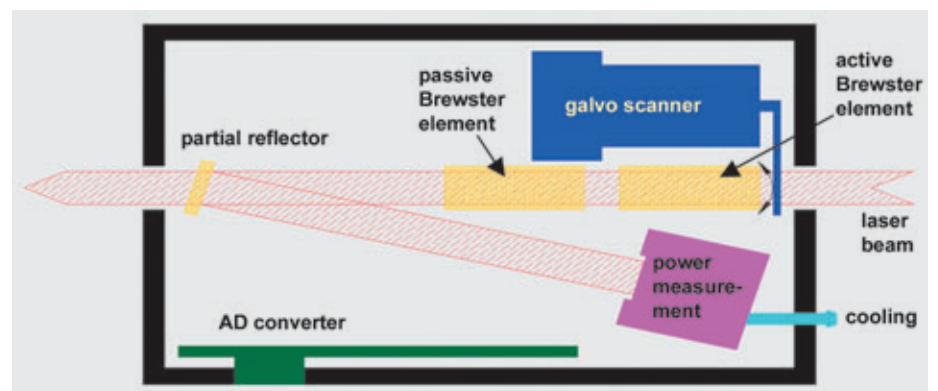 passive
Brewster
element
galvo scanner
active
Brewster
element
partial reflector
laser
beam
power
measure-
ment
cooling
AD converter